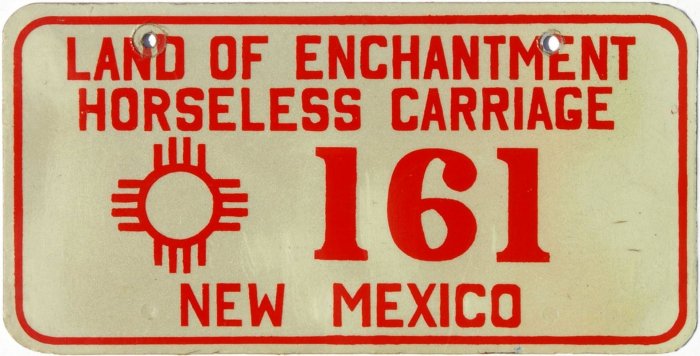 LAND OF ENCHANTMENT
HORSELESS CARRIAGE
161
NEW MEXICO